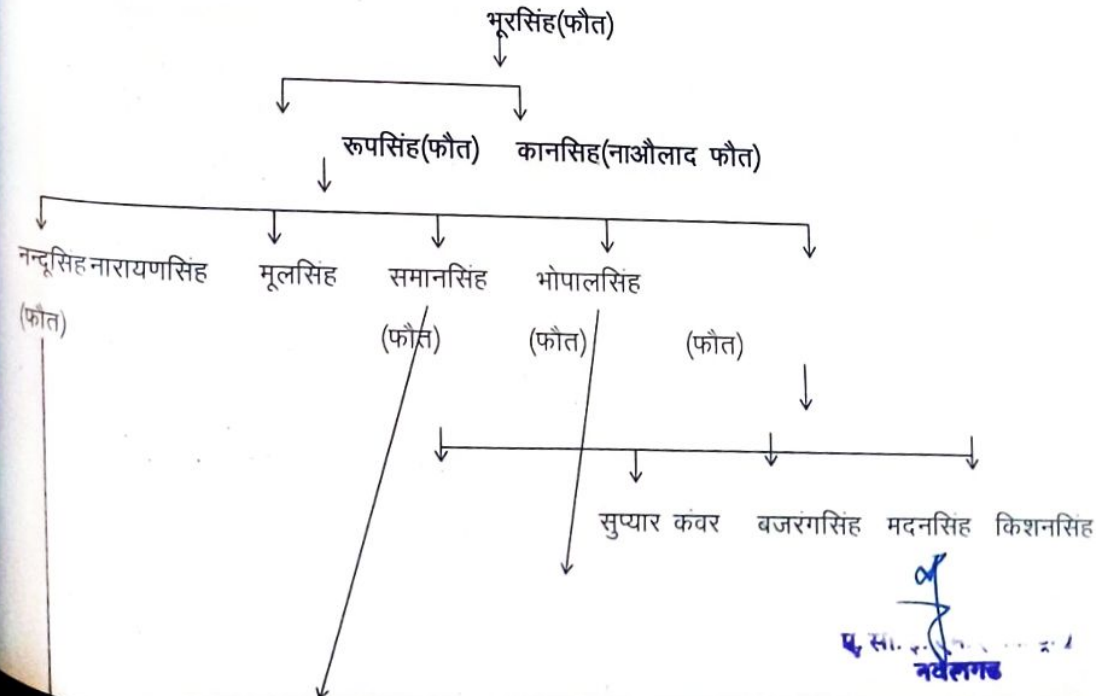 भूरसिंह(फौत)
रूपसिंह(फौत) कानसिह(नाऔलाद फौत)
नन्दूसिंह नारायणसिंह मूलसिंह समानसिंह भोपालसिंह
(फौत) (फौत) (फौत) (फौत)
सुप्यार कंवर बजरंगसिंह मदनसिंह किशनसिंह
नवलगढ